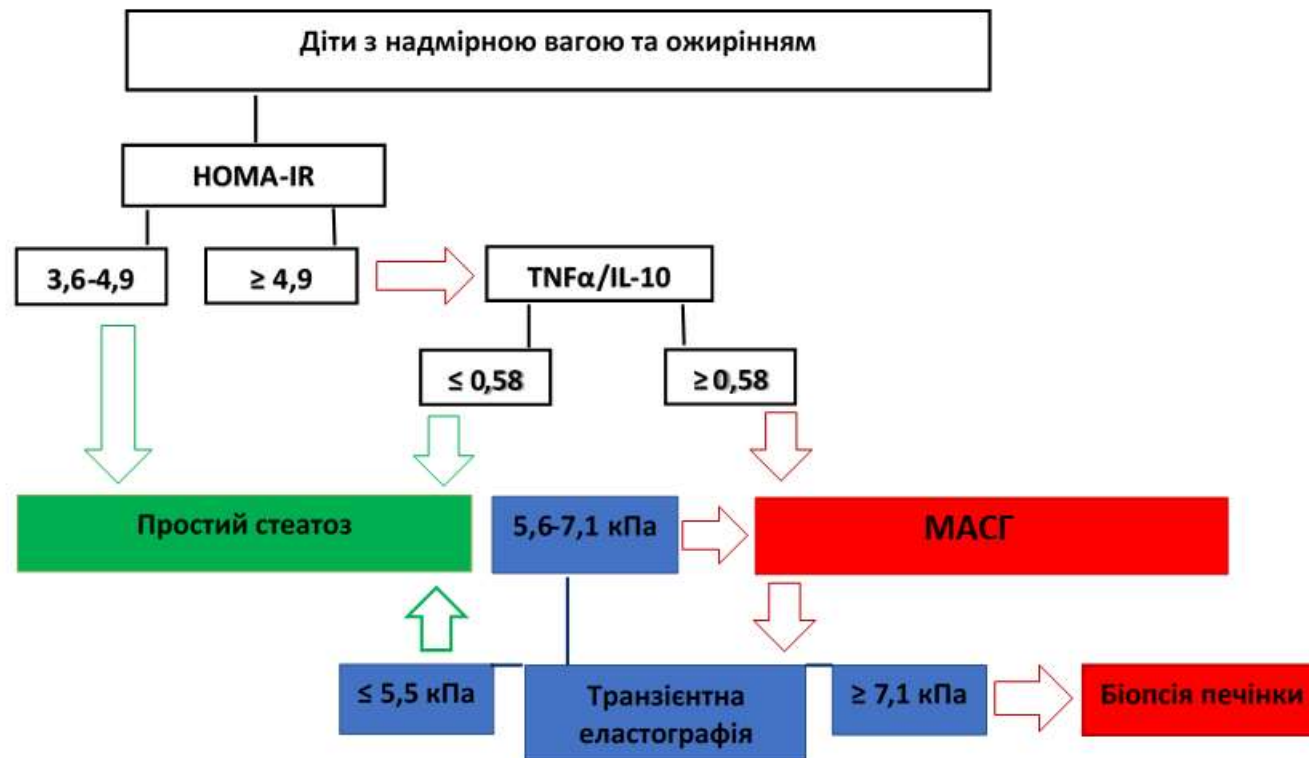 Діти з надмірною вагою та ожирінням
HOMA-IR
3,6-4,9
≥ 4,9
TNFα/IL-10
≤ 0,58
≥ 0,58
Простий стеатоз
5,6-7,1 кПа
МАСГ
≤ 5,5 кПа
Транзієнтна
еластографія
≥ 7,1 кПа
Біопсія печінки